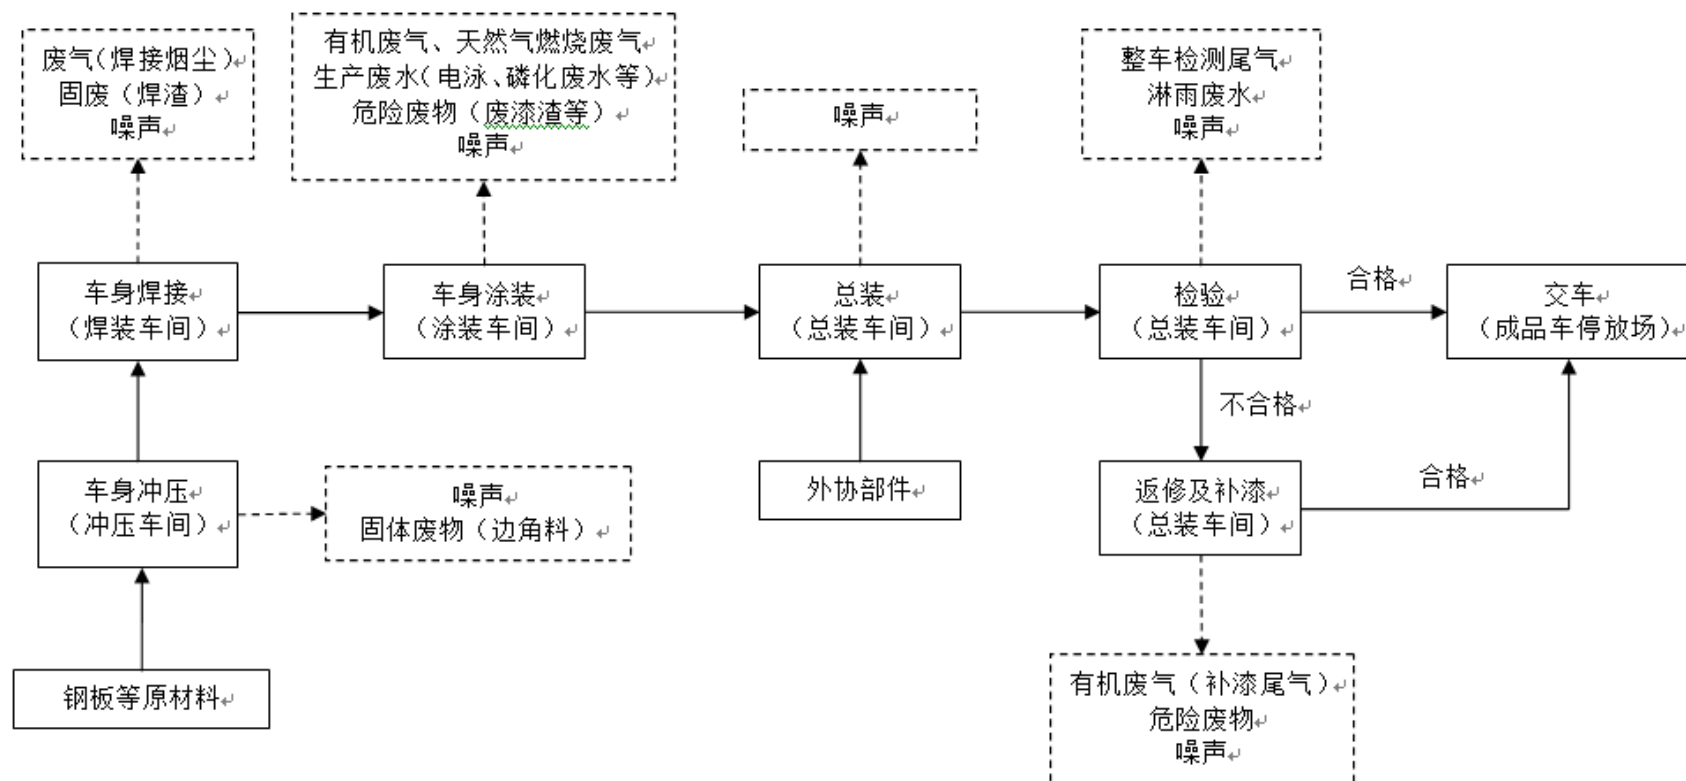 废气（焊接烟尘）
固废（焊渣）
噪声
有机废气、天然气燃烧废气
生产废水（电泳、磷化废水等）
危险废物（废漆渣等）
噪声
噪声
整车检测尾气
淋雨废水
噪声
车身焊接
（焊装车间）
车身涂装
（涂装车间）
总装
（总装车间）
检验
（总装车间）
合格
交车
（成品车停放场）
不合格
车身冲压
（冲压车间）
噪声
固体废物（边角料）
外协部件
返修及补漆
（总装车间）
合格
钢板等原材料
有机废气（补漆尾气）
危险废物
噪声